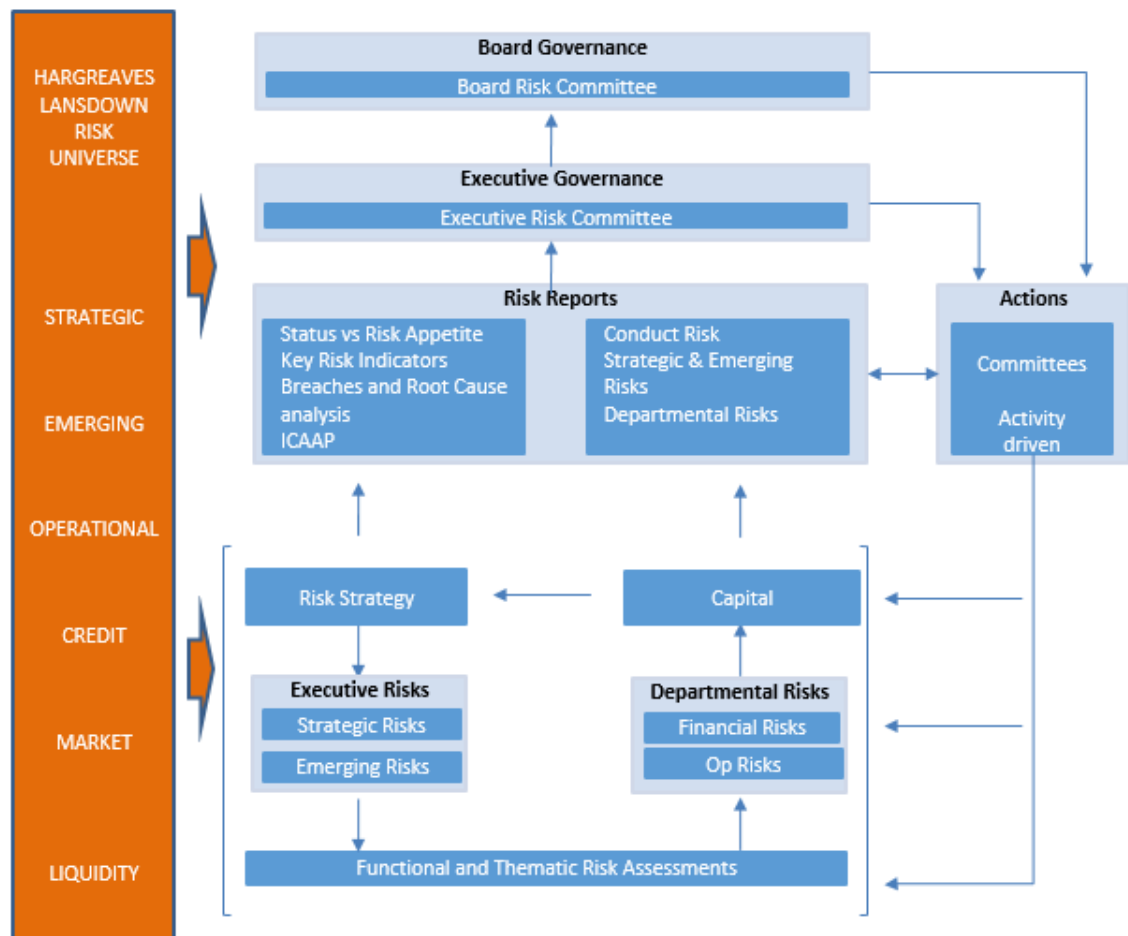 HARGREAVES
LANSDOWN
RISK
UNIVERSE
STRATEGIC
EMERGING
OPERATIONAL
CREDIT
MARKET
LIQUIDITY
Board Governance
Board Risk Committee
Executive Governance
Executive Risk Committee
Risk Reports
Status vs Risk Appetite
Key Risk Indicators
Breaches and Root Cause
analysis
ICAAP
Conduct Risk
Strategic & Emerging
Risks
Departmental Risks
Actions
Committees
Activity
driven
Risk Strategy
Capital
Executive Risks
Strategic Risks
Emerging Risks
Departmental Risks
Financial Risks
Op Risks
Functional and Thematic Risk Assessments